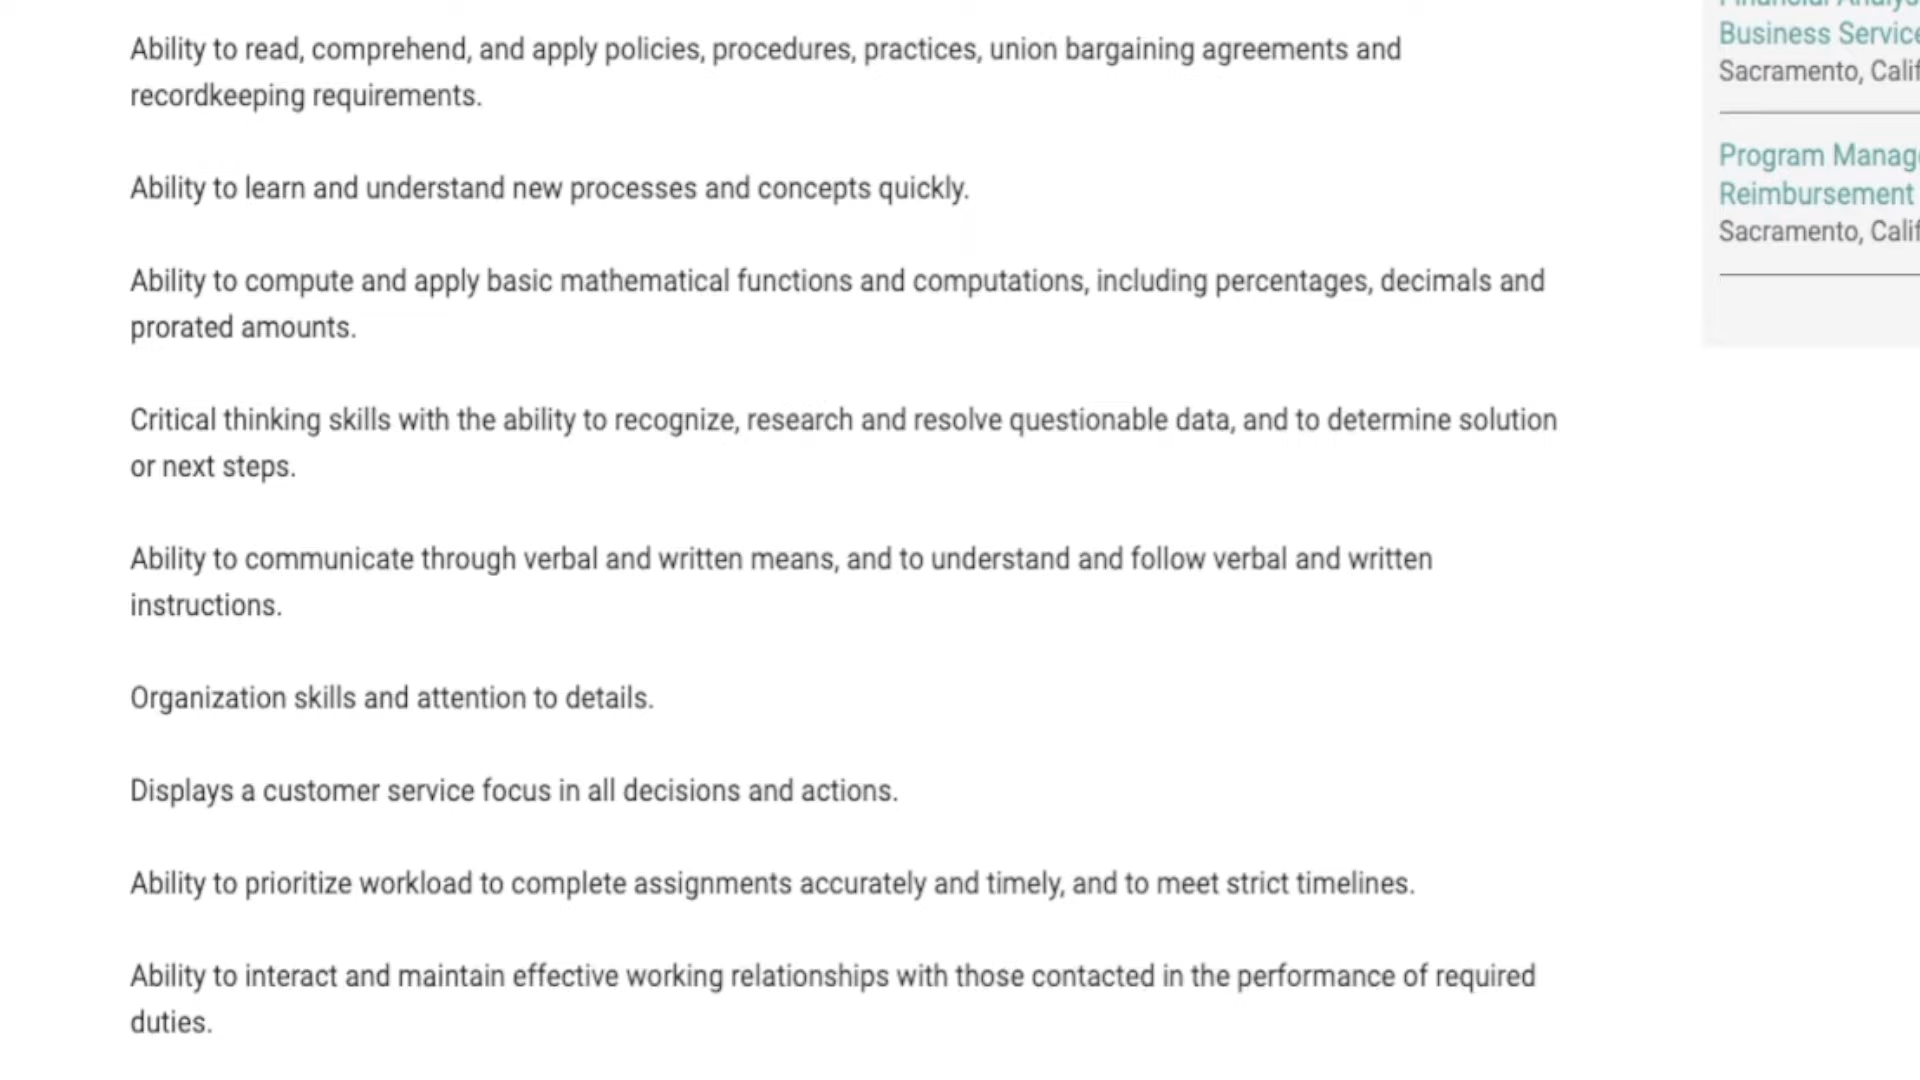 Ability to read, comprehend, and apply policies, procedures, practices, union bargaining agreements and
recordkeeping requirements.
Ability to learn and understand new processes and concepts quickly.
Ability to compute and apply basic mathematical functions and computations, including percentages, decimals and
prorated amounts.
Critical thinking skills with the ability to recognize, research and resolve questionable data, and to determine solution
or next steps.
Ability to communicate through verbal and written means, and to understand and follow verbal and written
instructions.
Organization skills and attention to details.
Displays a customer service focus in all decisions and actions.
Ability to prioritize workload to complete assignments accurately and timely, and to meet strict timelines.
Ability to interact and maintain effective working relationships with those contacted in the performance of required
duties.
Financial
Business
Sacramento,
Program
Reimbursement
Sacramento,